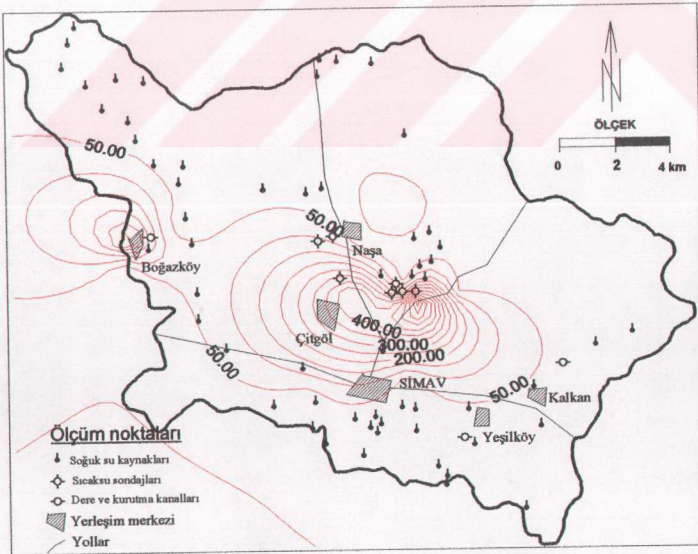 N
ÖLÇEK
0 2 4 km
50.00
50.00
Naşa
Boğazköy
400.00
Çitgöl
300.00
200.00
50.00
SİMAV
50.00
Kalkan
Yeşilköy
Ölçüm noktaları
Soğuk su kaynakları
Sıcaksu sondajları
Dere ve kurutma kanalları
Yerleşim merkezi
Yollar